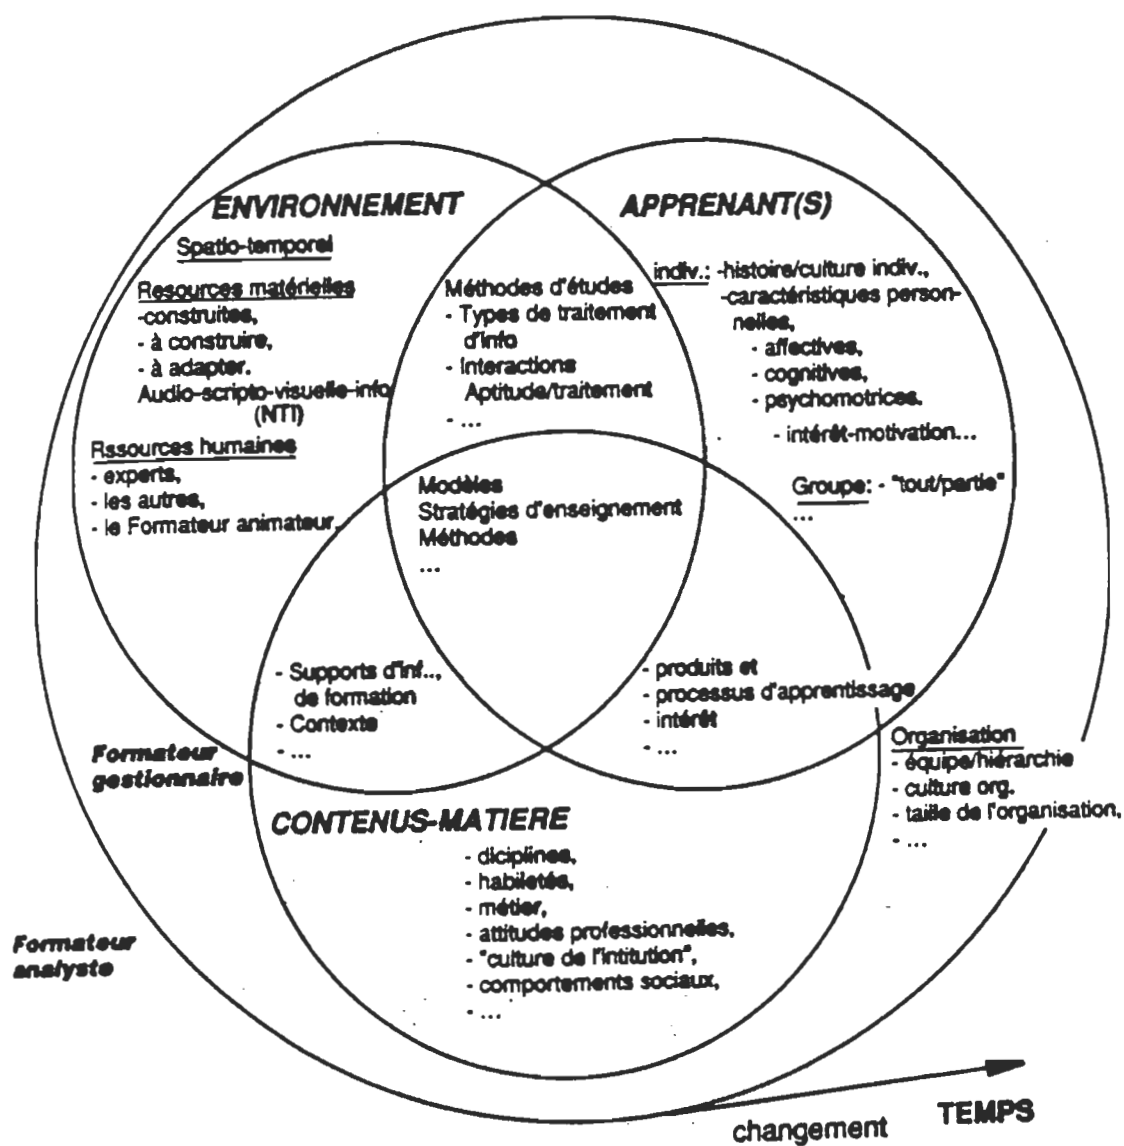 ENVIRONNEMENT
Spatio-temporel
Resources matérielles
-construites,
- à construire,
- à adapter.
Audio-scripto-visuelle-info
(NTI)
Rssources humaines
- experts,
- les autres,
- le Formateur animateur,
APPRENANT(S)
indiv.: -histoire/culture indiv.,
-caractéristiques person-
nelles,
- affectives,
- cognitives,
- psychomotrices.
- intérêt-motivation...
Groupe: - "tout/partie"
...
Méthodes d'études
- Types de traitement
d'info
- Interactions
Aptitude/traitement
- ...
Modèles
Stratégies d'enseignement
Méthodes
...
- Supports d'inf..,
de formation
- Contexte
- ...
- produits et
- processus d'apprentissage
- intérêt
- ...
Formateur
gestionnaire
Organisation
- équipe/hiérarchie
- culture org.
- taille de l'organisation,
- ...
CONTENUS-MATIERE
- diciplines,
- habiletés,
- métier,
- attitudes professionnelles,
- "culture de l'intitution",
- comportements sociaux,
- ...
Formateur
analyste
changement
TEMPS